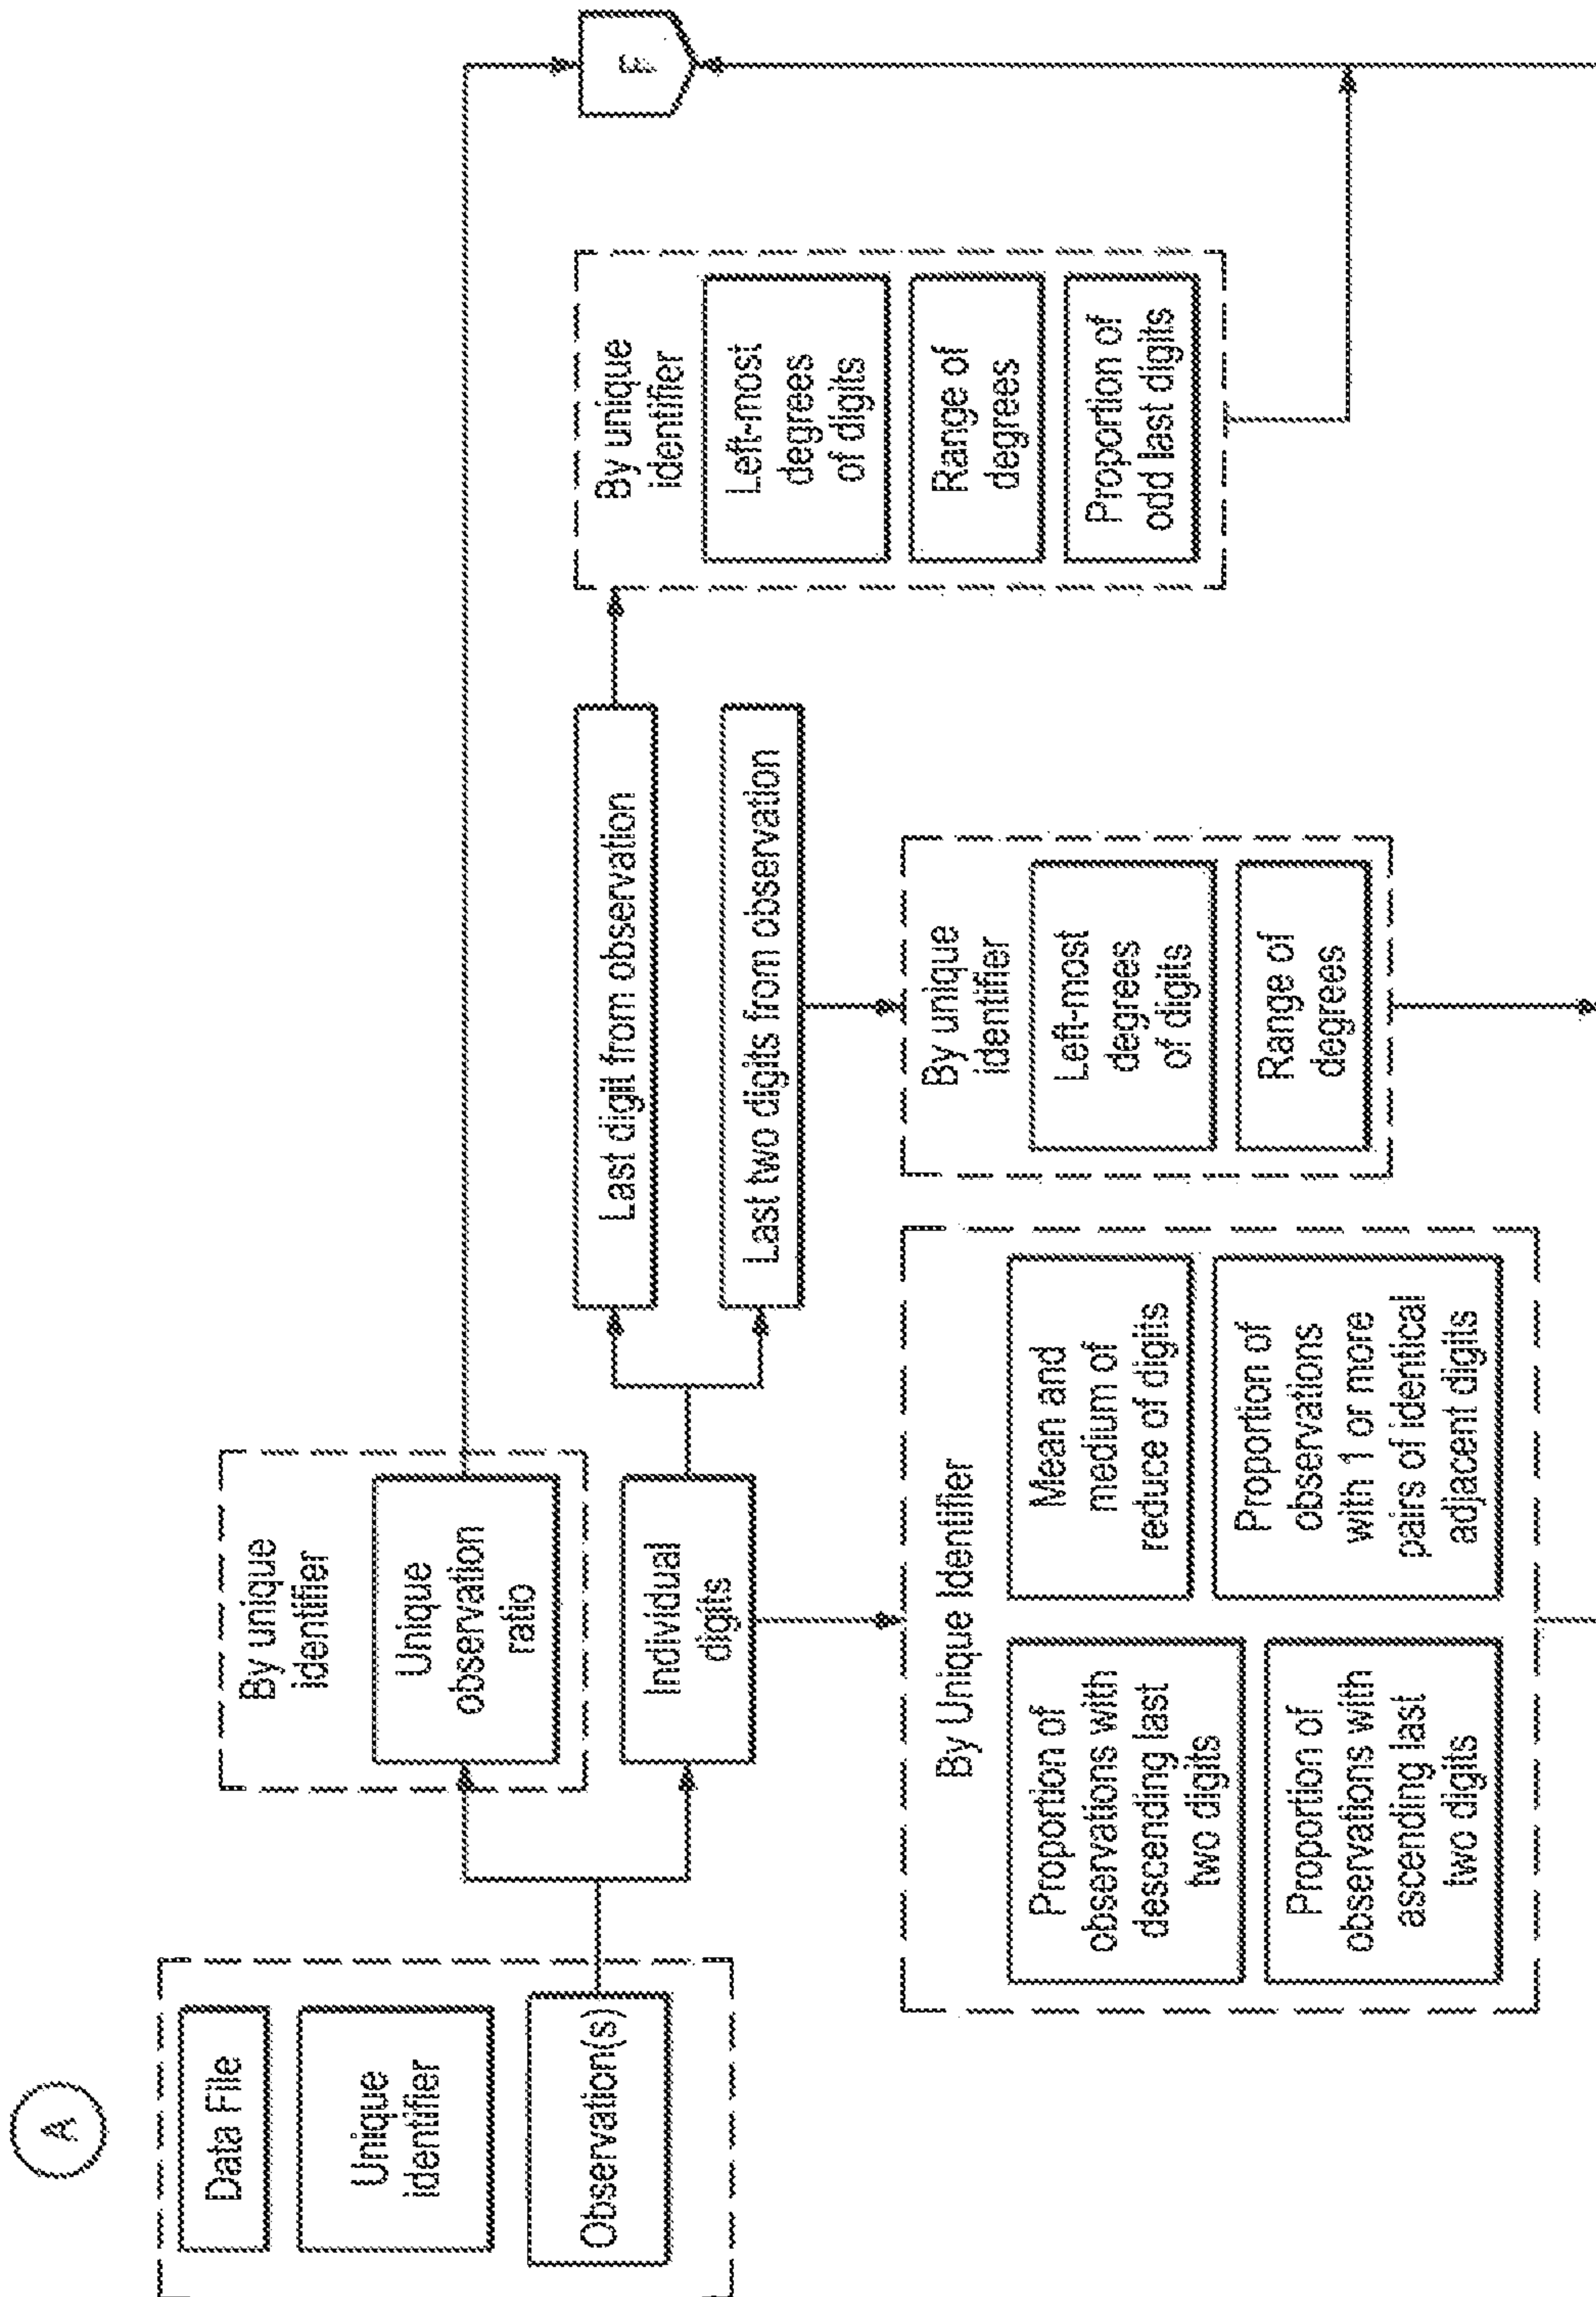 A
Data File
Unique
identifier
Observation(s)
By unique
identifier
Unique
observation
ratio
Individual
digits
Last digit from observation
Last two digits from observation
By unique
identifier
Left-most
degrees
of digits
Range of
degrees
Proportion of
odd last digits
By unique
identifier
Left-most
degrees
of digits
Range of
degrees
By Unique Identifier
Proportion of
observations with
descending last
two digits
Mean and
medium of
reduce of digits
Proportion of
observations with
ascending last
two digits
Proportion of
observations
with 1 or more
pairs of identical
adjacent digits